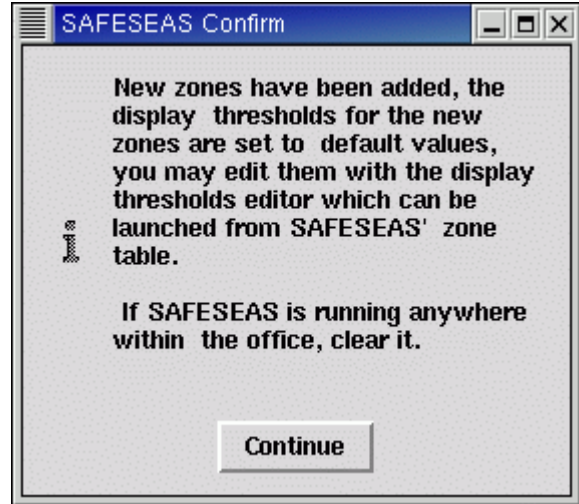 SAFESEAS Confirm
New zones have been added, the
display  thresholds for the new
zones are set to  default values,
you may edit them with the display
thresholds editor which can be
launched from SAFESEAS'  zone
table.
If SAFESEAS is running anywhere
within  the office, clear it.
Continue